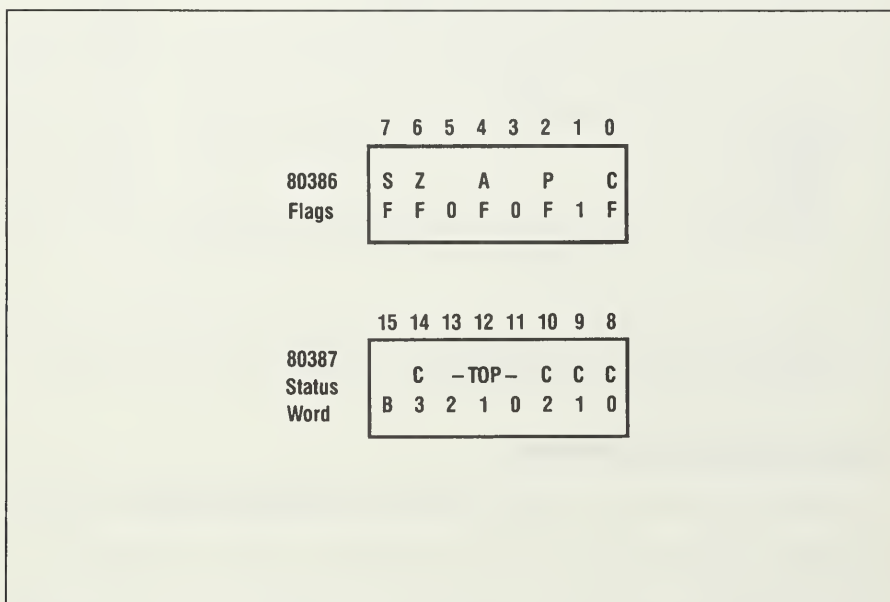 7 6 5 4 3 2 1 0
80386 S Z A P C
Flags F F 0 F 0 F 1 F
15 14 13 12 11 10 9 8
80387
Status C –TOP– C C C
Word B 3 2 1 0 2 1 0